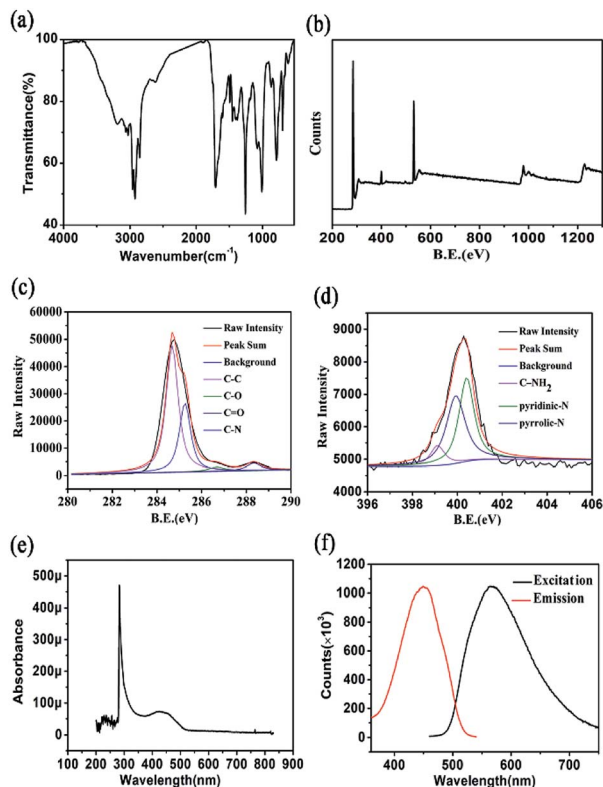 (a)
100
80
60
40
Transmittance(%)
4000 3000 2000 1000
Wavenumber(cm-1)
(b)
Counts
200 400 600 800 1000 1200
B.E.(eV)
(c)
60000
50000
40000
30000
20000
10000
0
Raw Intensity
Raw Intensity
Peak Sum
Background
C-C
C-O
C=O
C-N
280 282 284 286 288 290
B.E.(eV)
(d)
9000
8000
7000
6000
5000
Raw Intensity
Raw Intensity
Peak Sum
Background
C-NH2
pyridinic-N
pyrrolic-N
396 398 400 402 404 406
B.E.(eV)
(e)
500μ
400μ
300μ
200μ
100μ
0
Absorbance
100 200 300 400 500 600 700 800 900
Wavelength(nm)
(f)
1200
1000
800
600
400
200
0
Counts(×10³)
Excitation
Emission
400 500 600 700
Wavelength(nm)